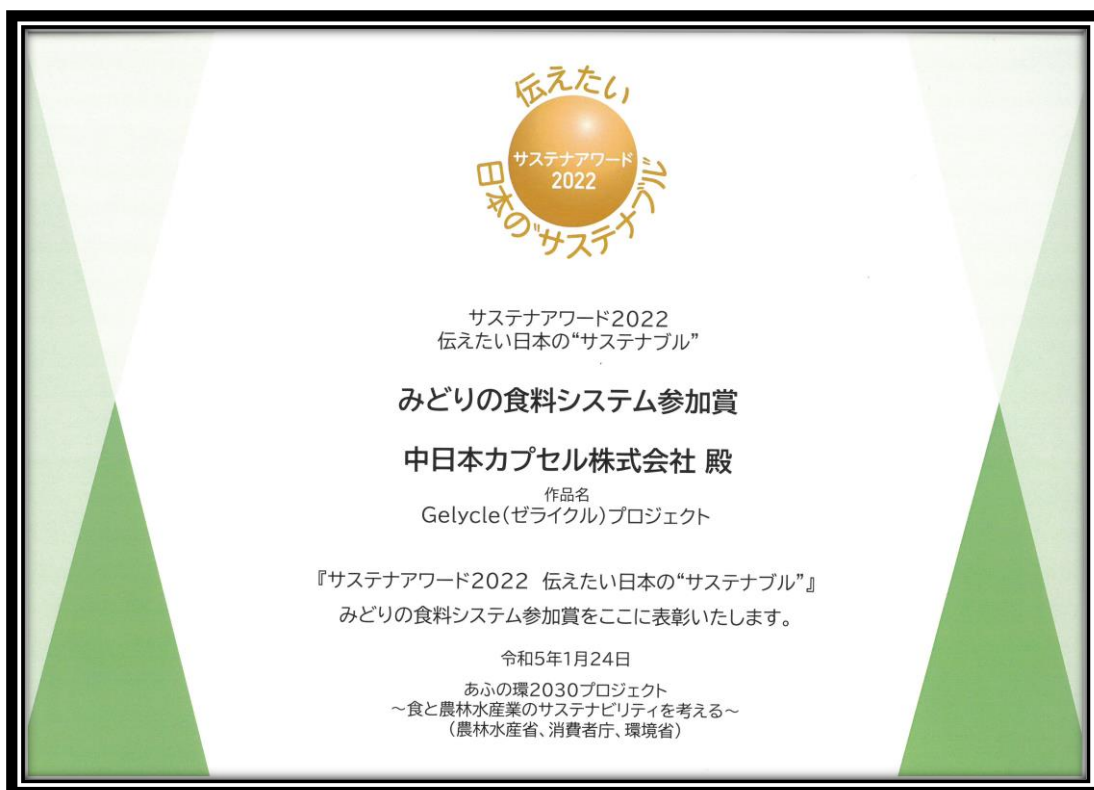 伝えたい
日本の“サステナブル”
サステナアワード
2022
サステナアワード2022
伝えたい日本の“サステナブル”
みどりの食料システム参加賞
中日本カプセル株式会社 殿
作品名
Gelycle(ゼライクル)プロジェクト
『サステナアワード2022 伝えたい日本の“サステナブル”』
みどりの食料システム参加賞をここに表彰いたします。
令和5年1月24日
あふの環2030プロジェクト
～食と農林水産業のサステナビリティを考える～
(農林水産省、消費者庁、環境省)